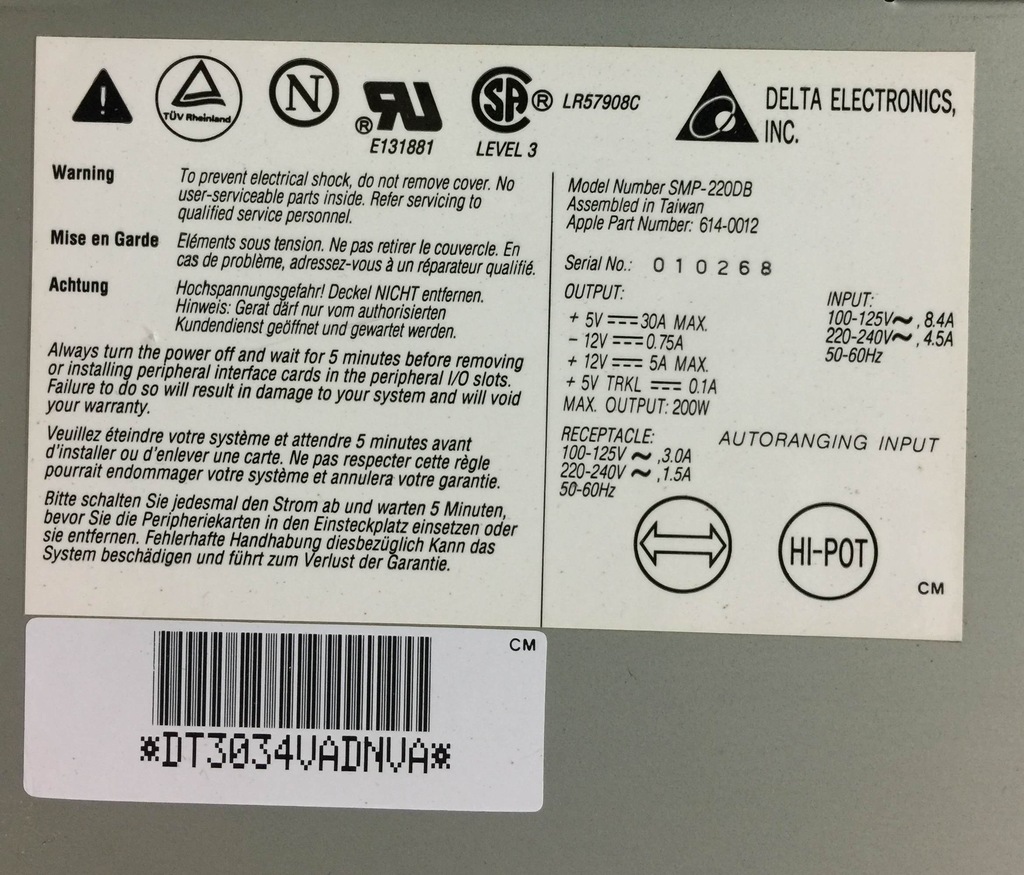 !
TÜV Rheinland
N
® RU
E131881
SA ® LR57908C
LEVEL 3
DELTA ELECTRONICS,
INC.
Warning
To prevent electrical shock, do not remove cover. No
user-serviceable parts inside. Refer servicing to
qualified service personnel.
Mise en Garde
Eléments sous tension. Ne pas retirer le couvercle. En
cas de problème, adressez-vous à un réparateur qualifié.
Achtung
Hochspannungsgefahr! Deckel NICHT entfernen.
Hinweis: Gerat därf nur vom authorisierten
Kundendienst geöffnet und gewartet werden.
Always turn the power off and wait for 5 minutes before removing
or installing peripheral interface cards in the peripheral I/O slots.
Failure to do so will result in damage to your system and will void
your warranty.
Veuillez éteindre votre système et attendre 5 minutes avant
d'installer ou d'enlever une carte. Ne pas respecter cette règle
pourrait endommager votre système et annulera votre garantie.
Bitte schalten Sie jedesmal den Strom ab und warten 5 Minuten,
bevor Sie die Peripheriekarten in den Einsteckplatz einsetzen oder
sie entfernen. Fehlerhafte Handhabung diesbezüglich Kann das
System beschädigen und führt zum Verlust der Garantie.
Model Number SMP-220DB
Assembled in Taiwan
Apple Part Number: 614-0012
Serial No.: 010268
OUTPUT:
+ 5V ⎓ 30A MAX.
- 12V ⎓ 0.75A
+ 12V ⎓ 5A MAX.
+ 5V TRKL ⎓ 0.1A
MAX. OUTPUT: 200W
INPUT:
100-125V~, 8.4A
220-240V~, 4.5A
50-60Hz
RECEPTACLE:
100-125V ~ ,3.0A
220-240V ~ ,1.5A
50-60Hz
AUTORANGING INPUT
HI-POT
CM
CM
*DT3034VADNVA*